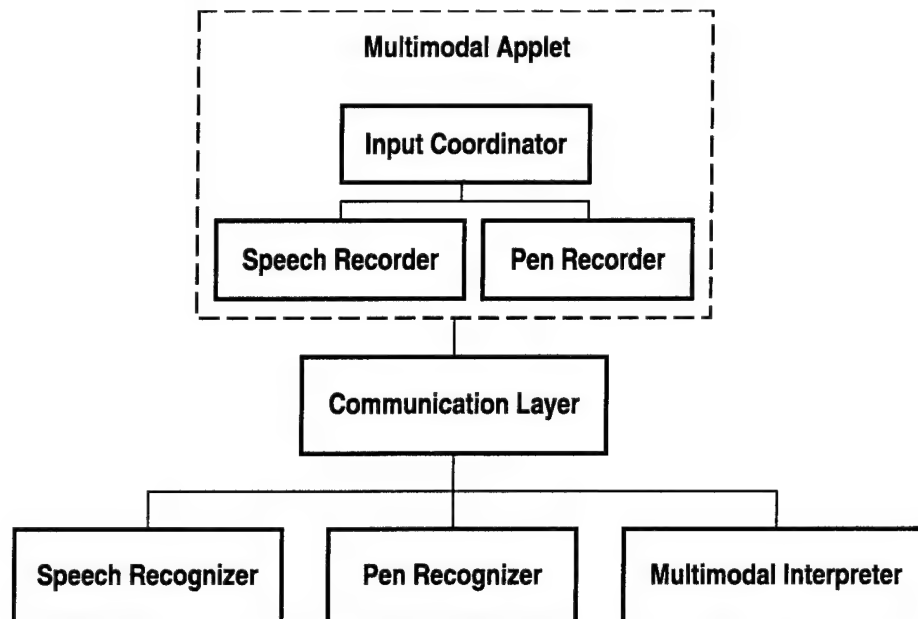 Multimodal Applet
Input Coordinator
Speech Recorder
Pen Recorder
Communication Layer
Speech Recognizer
Pen Recognizer
Multimodal Interpreter